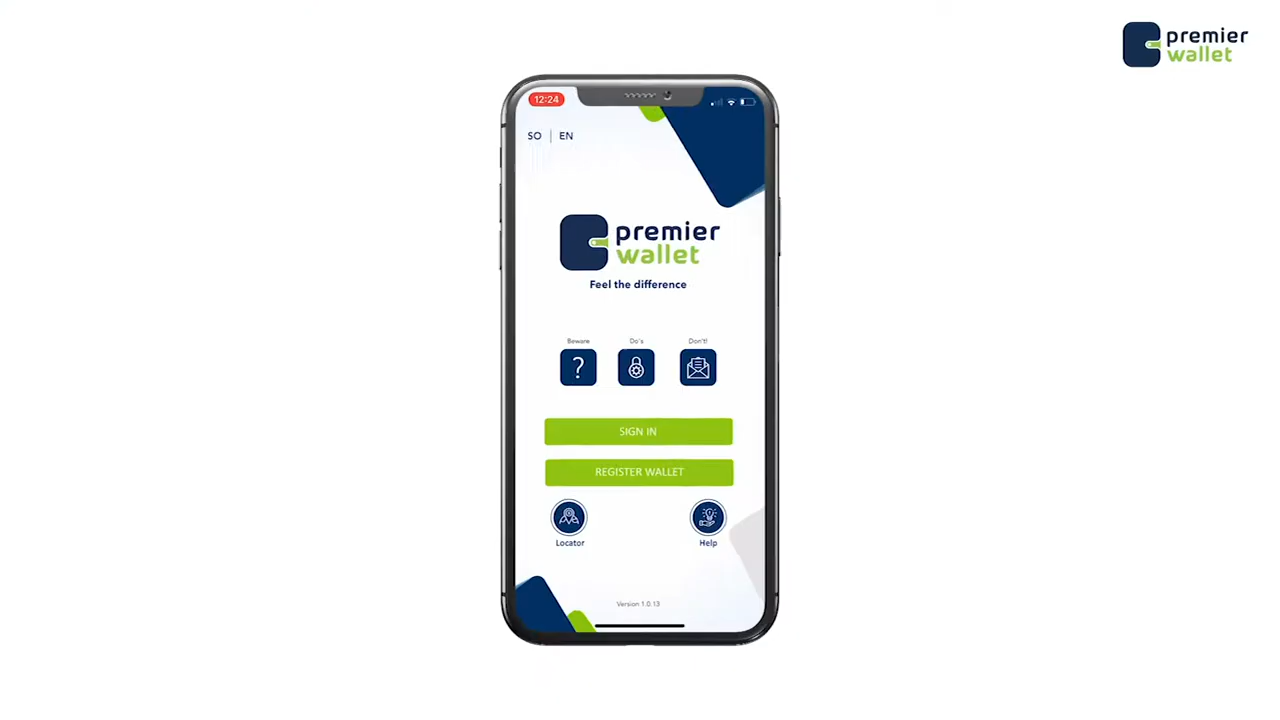 premier
wallet
12:24
SO | EN
premier
wallet
Feel the difference
Beware
Do's
Don't!
?
SIGN IN
REGISTER WALLET
Locator
Help
Version 1.0.13